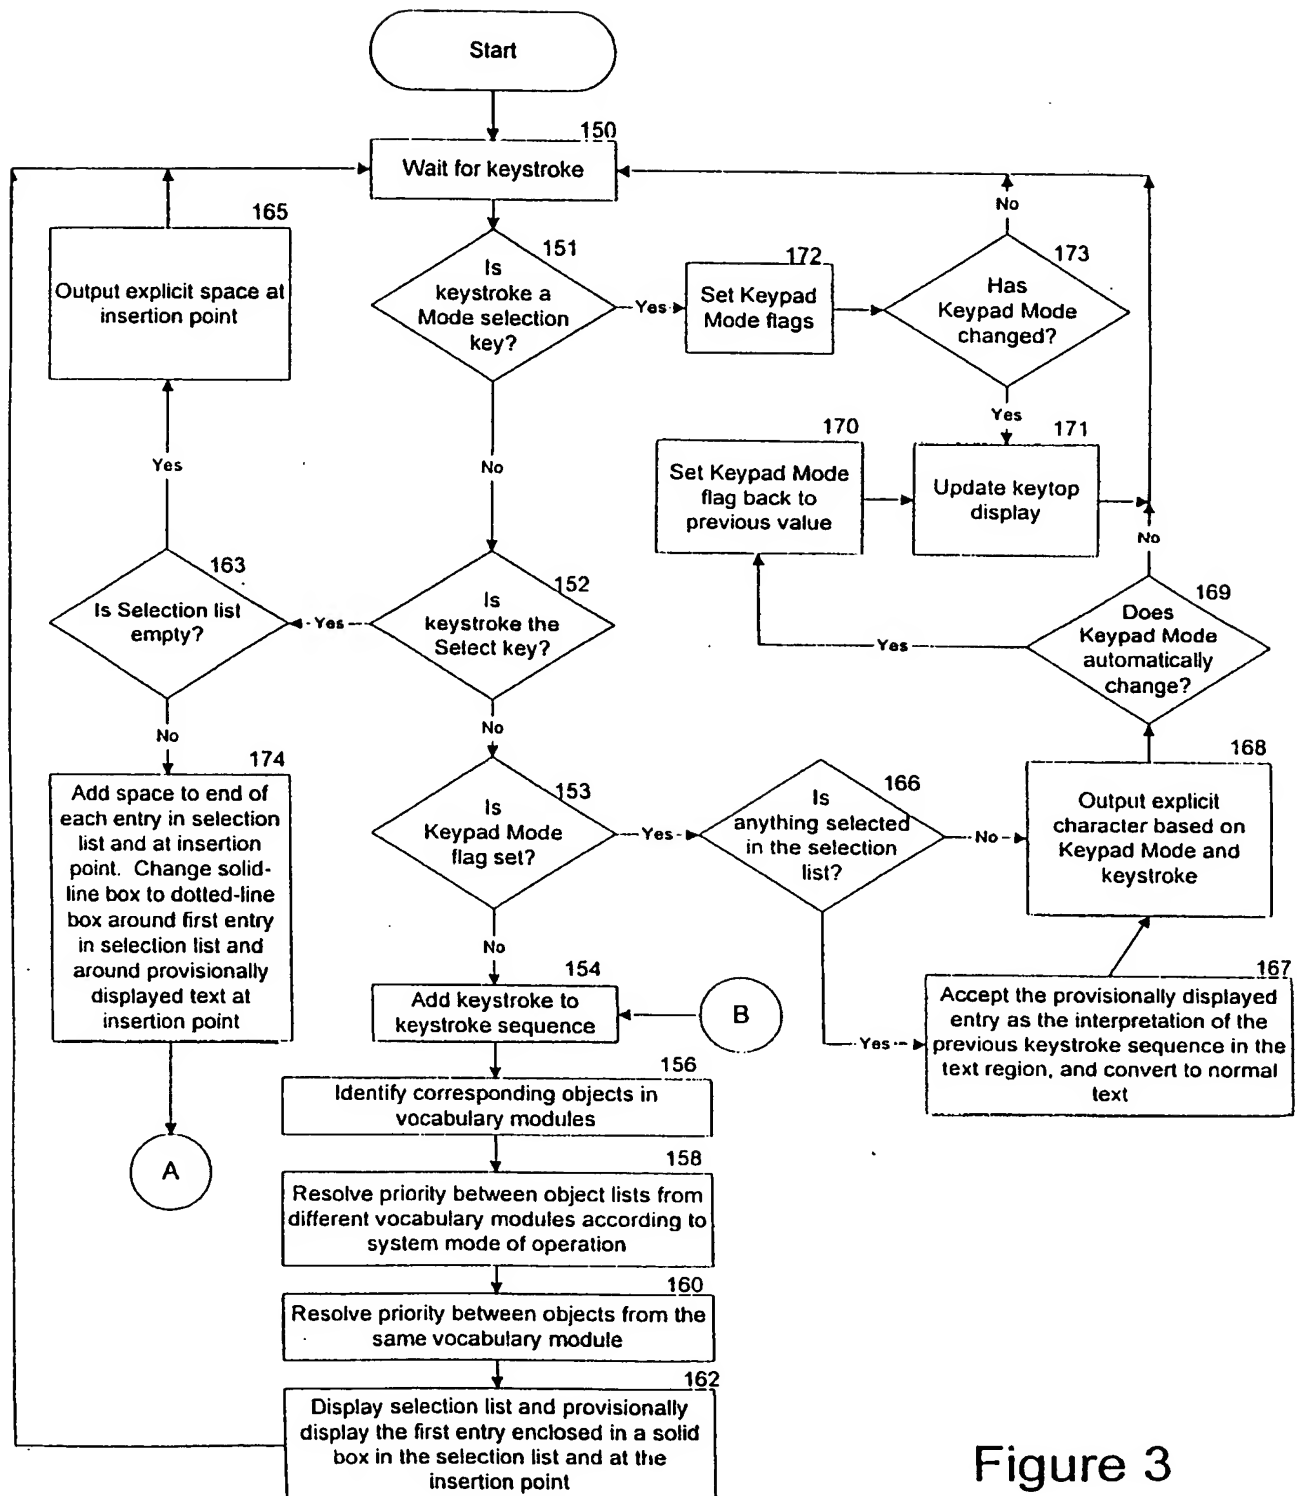 Start
150
Wait for keystroke
165
Output explicit space at
insertion point
151
Is
keystroke a
Mode selection
key?
Yes
172
Set Keypad
Mode flags
173
Has
Keypad Mode
changed?
No
Yes
170
Set Keypad Mode
flag back to
previous value
171
Update keytop
display
No
Yes
No
163
Is Selection list
empty?
Yes
152
Is
keystroke the
Select key?
169
Does
Keypad Mode
automatically
change?
Yes
No
No
174
Add space to end of
each entry in selection
list and at insertion
point. Change solid-
line box to dotted-line
box around first entry
in selection list and
around provisionally
displayed text at
insertion point
153
Is
Keypad Mode
flag set?
Yes
166
Is
anything selected
in the selection
list?
No
168
Output explicit
character based on
Keypad Mode and
keystroke
No
Yes
167
Accept the provisionally displayed
entry as the interpretation of the
previous keystroke sequence in the
text region, and convert to normal
text
154
Add keystroke to
keystroke sequence
B
A
156
Identify corresponding objects in
vocabulary modules
158
Resolve priority between object lists from
different vocabulary modules according to
system mode of operation
160
Resolve priority between objects from the
same vocabulary module
162
Display selection list and provisionally
display the first entry enclosed in a solid
box in the selection list and at the
insertion point
Figure 3